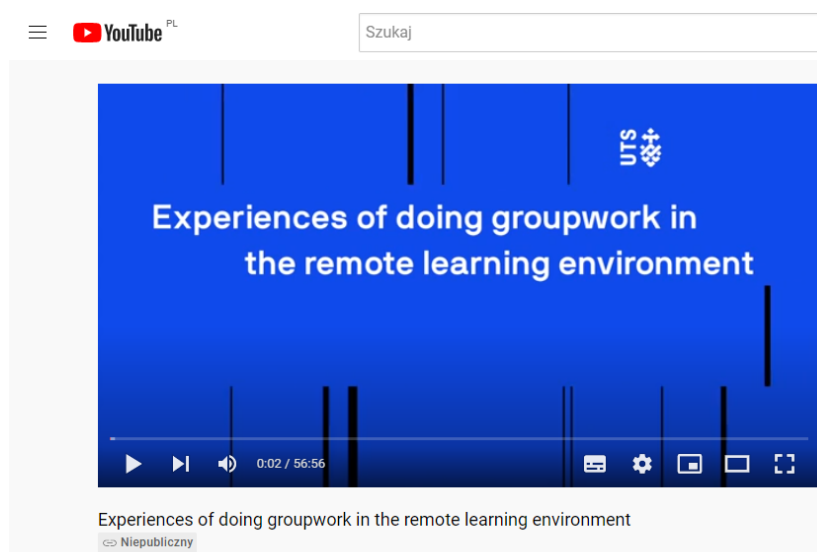 YouTube PL
Szukaj
UTS
Experiences of doing groupwork in
the remote learning environment
0:02 / 56:56
Experiences of doing groupwork in the remote learning environment
Niepubliczny